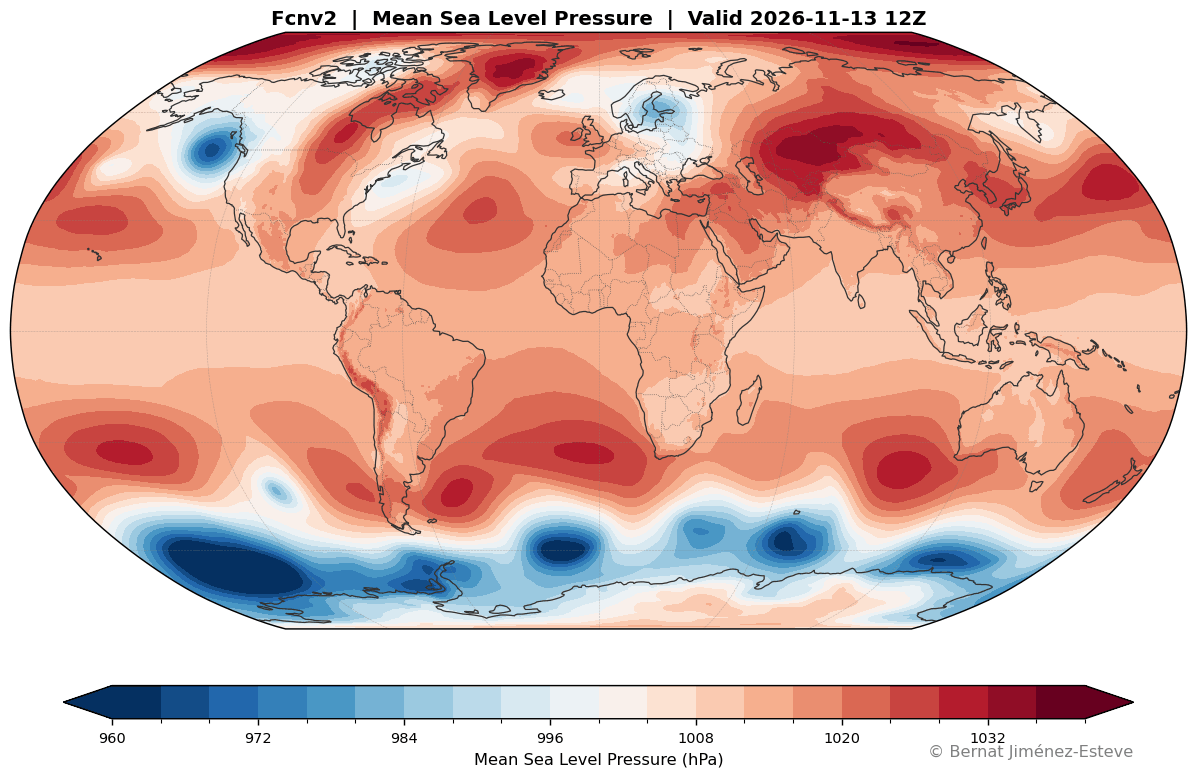 Fcnv2 | Mean Sea Level Pressure | Valid 2026-11-13 12Z
960 972 984 996 1008 1020 1032
Mean Sea Level Pressure (hPa)
© Bernat Jiménez-Esteve